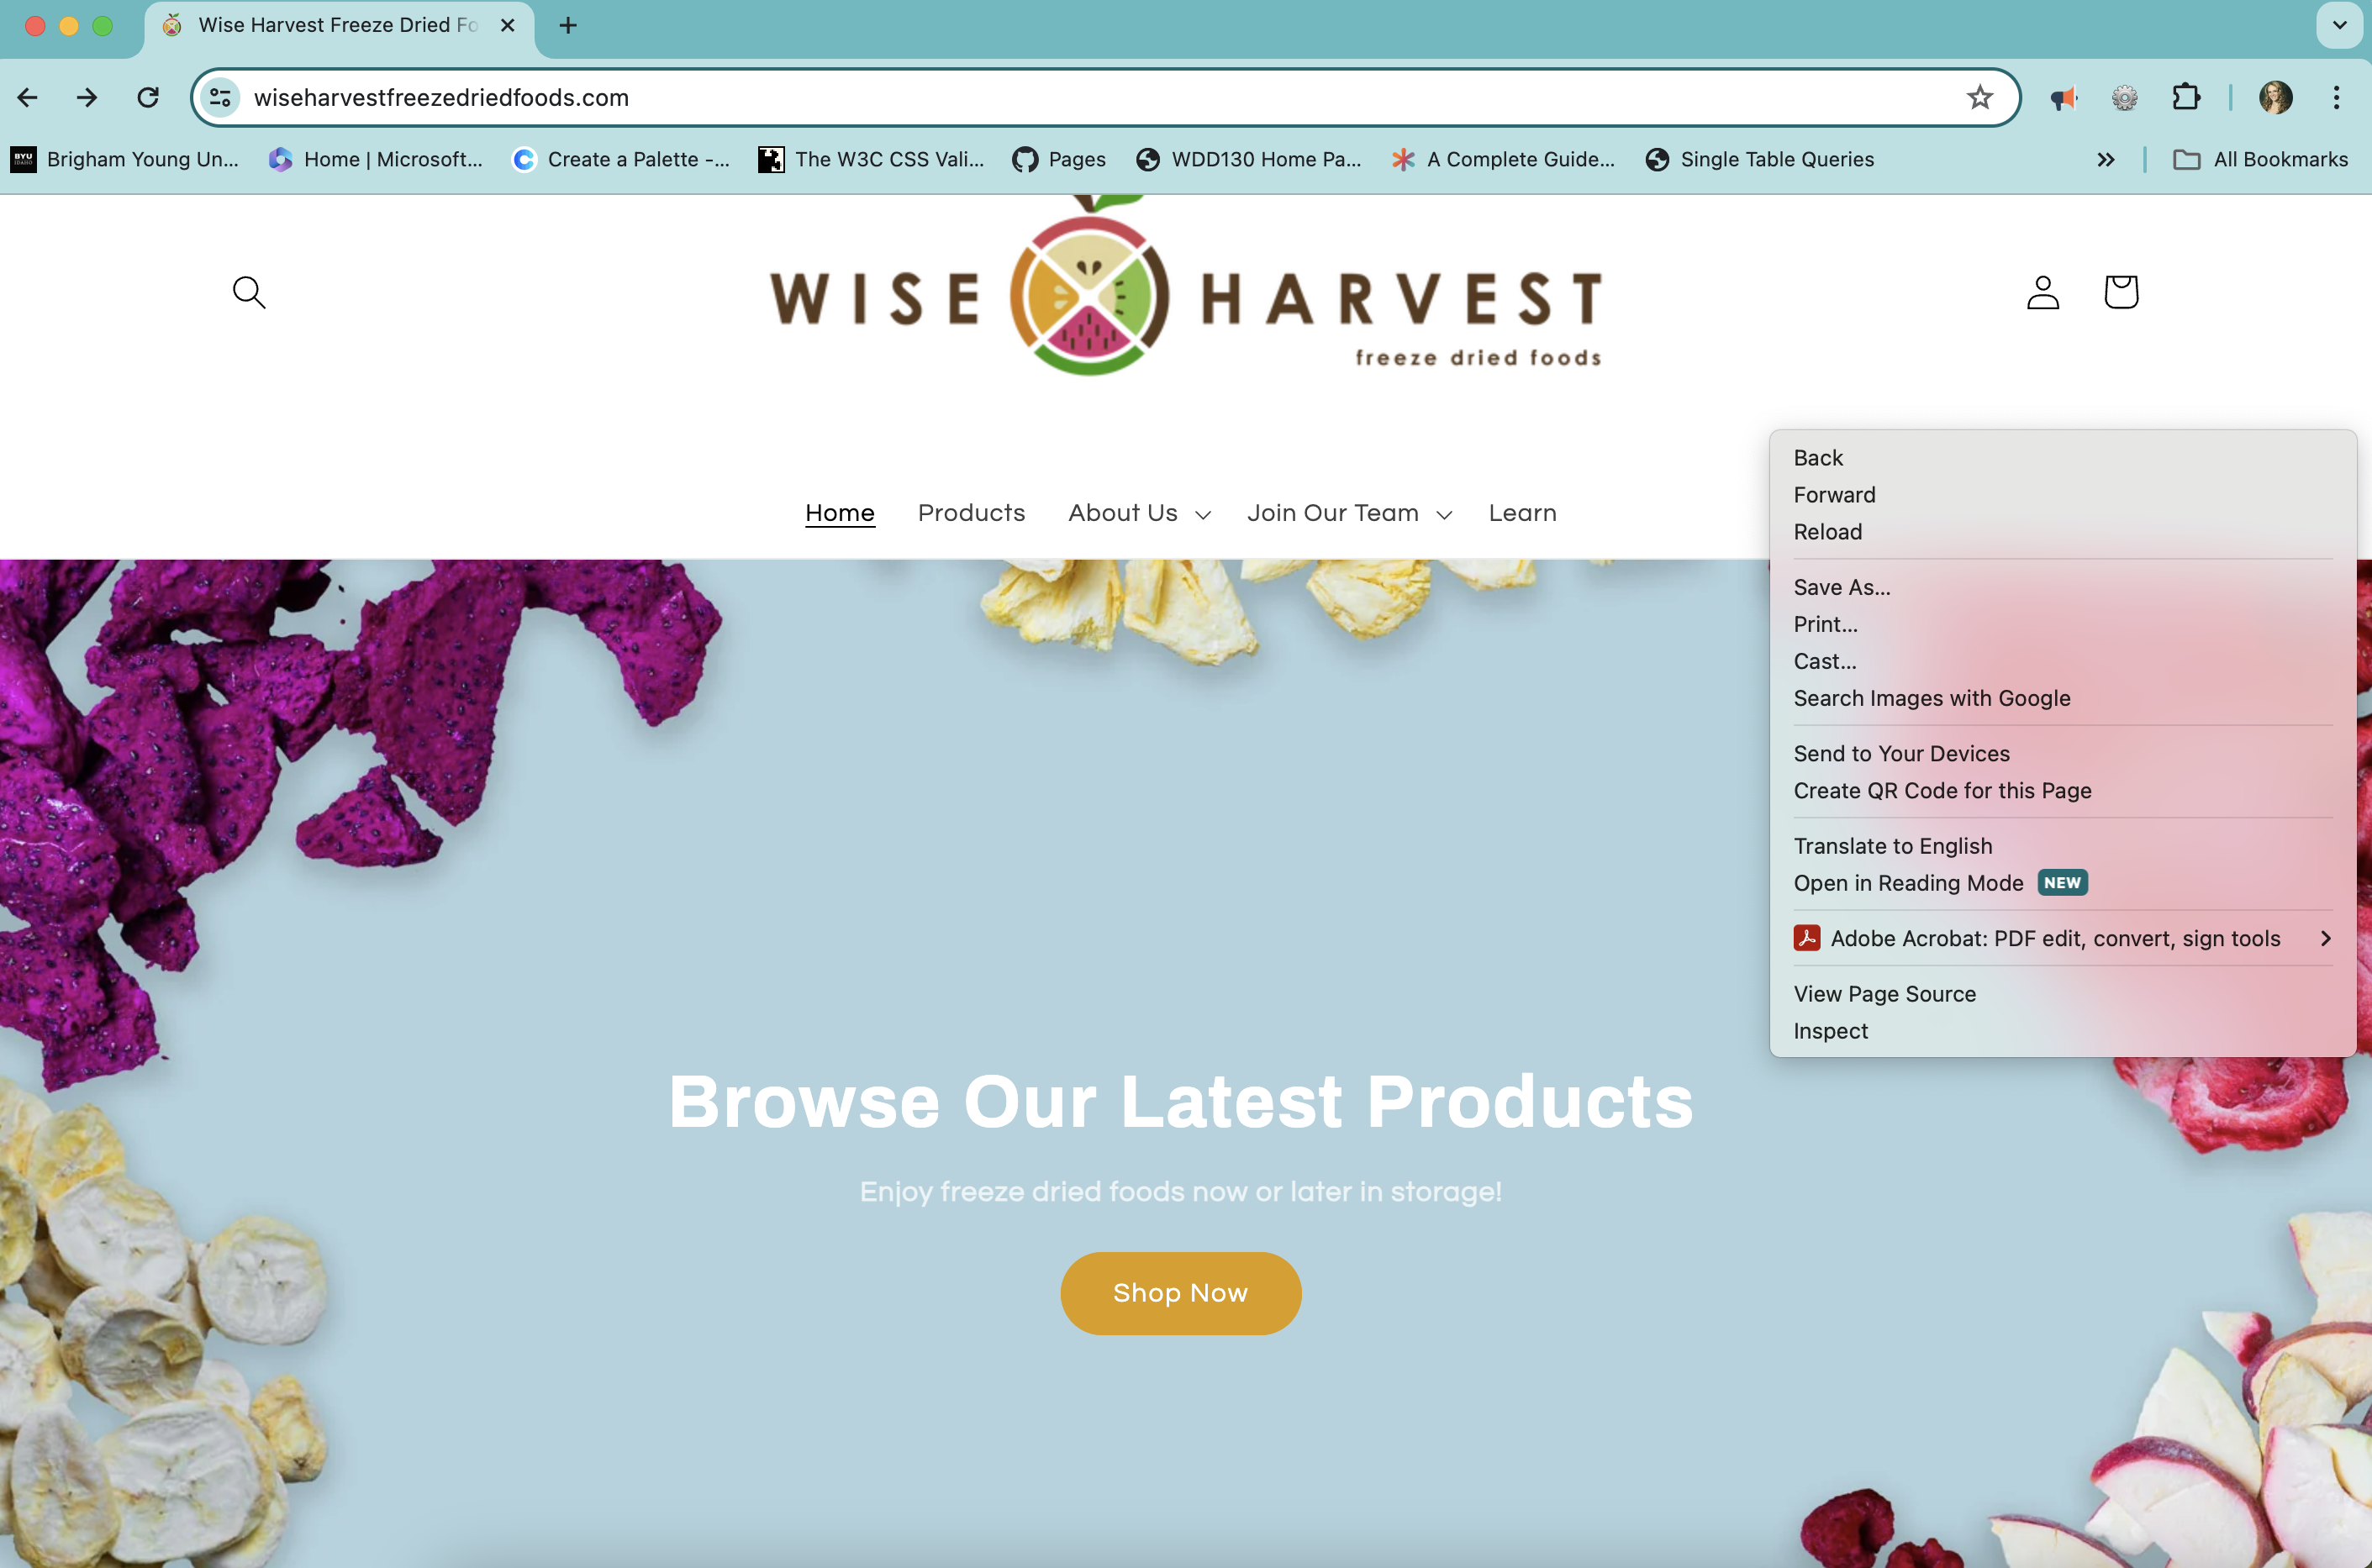 Wise Harvest Freeze Dried Fo
wiseharvestfreezedriedfoods.com
BYU IDAHO Brigham Young Un... Home | Microsoft... Create a Palette -... The W3C CSS Vali... Pages WDD130 Home Pa... A Complete Guide... Single Table Queries All Bookmarks
WISE HARVEST
freeze dried foods
Home Products About Us Join Our Team Learn
Back
Forward
Reload
Save As...
Print...
Cast...
Search Images with Google
Send to Your Devices
Create QR Code for this Page
Translate to English
Open in Reading Mode NEW
Adobe Acrobat: PDF edit, convert, sign tools
View Page Source
Inspect
Browse Our Latest Products
Enjoy freeze dried foods now or later in storage!
Shop Now